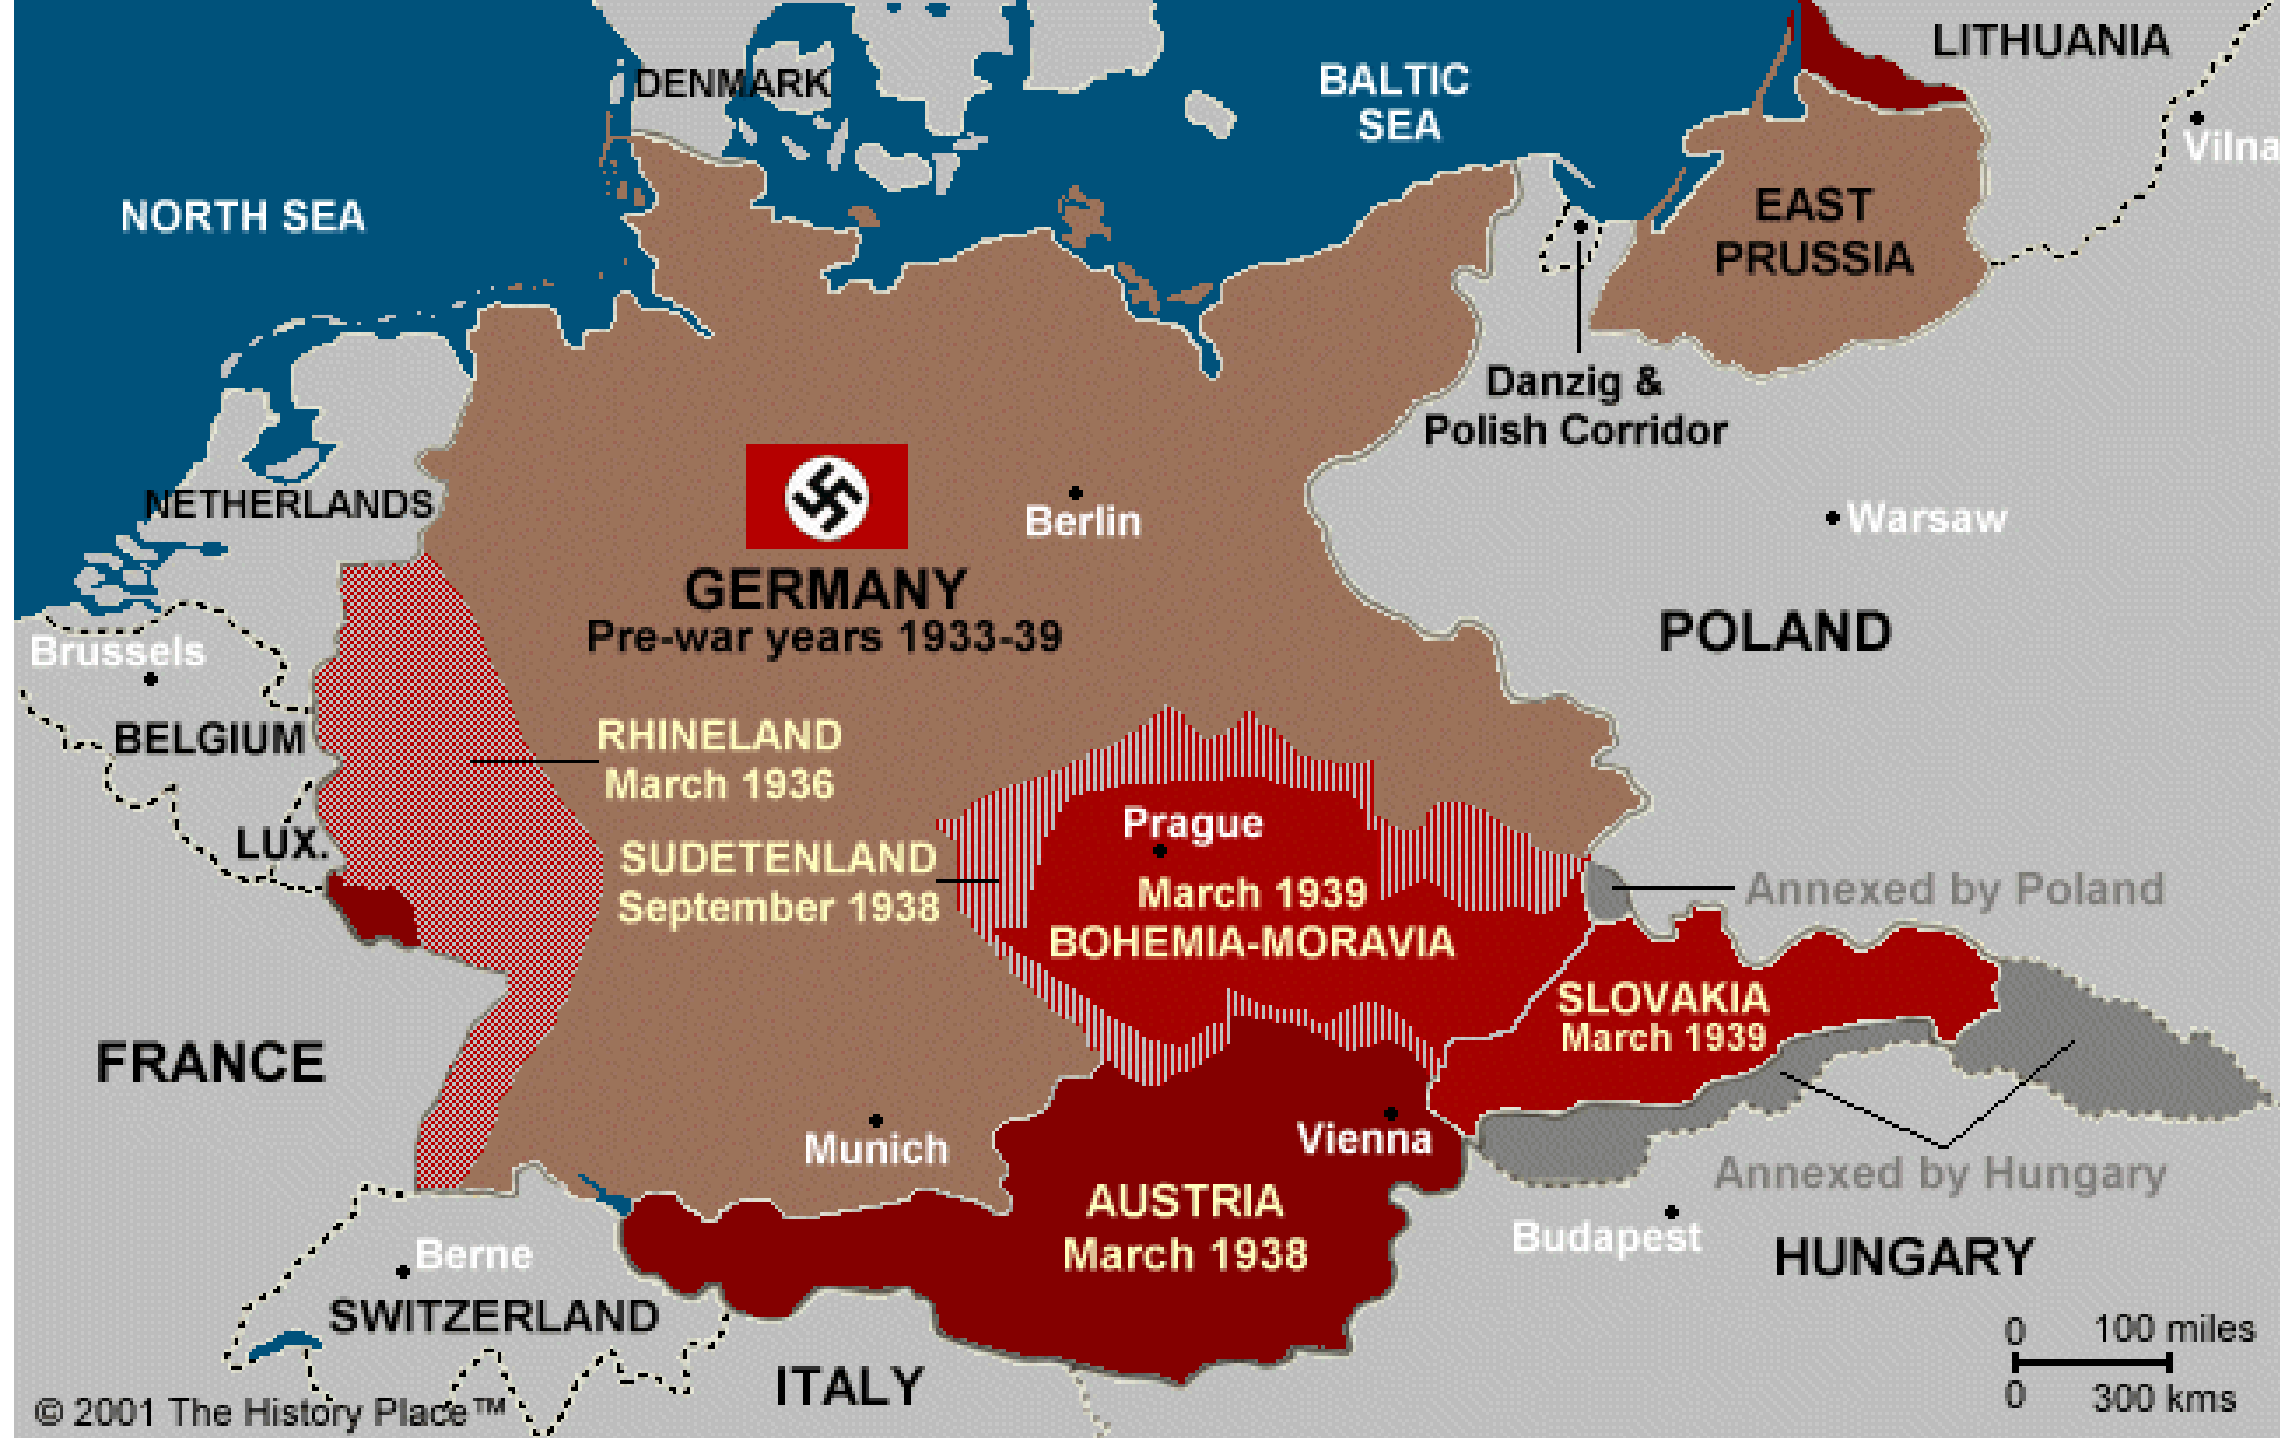 DENMARK
BALTIC
SEA
LITHUANIA
Vilna
NORTH SEA
EAST
PRUSSIA
Danzig &
Polish Corridor
NETHERLANDS
Berlin
Warsaw
GERMANY
Pre-war years 1933-39
POLAND
Brussels
BELGIUM
RHINELAND
March 1936
LUX.
SUDETENLAND
September 1938
Prague
March 1939
BOHEMIA-MORAVIA
Annexed by Poland
SLOVAKIA
March 1939
FRANCE
Munich
Vienna
Annexed by Hungary
AUSTRIA
March 1938
Budapest
HUNGARY
Berne
SWITZERLAND
ITALY
0 100 miles
0 300 kms
© 2001 The History Place™